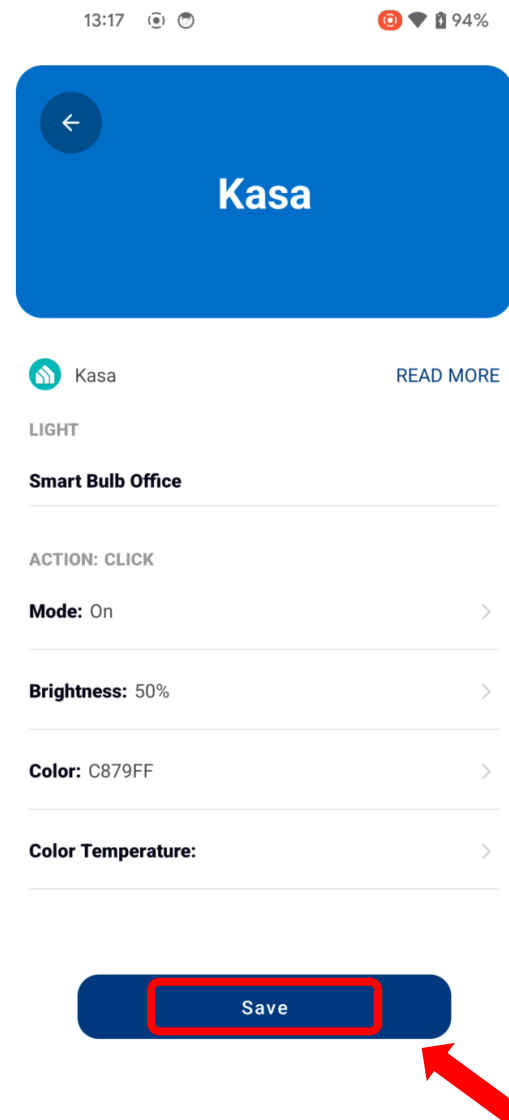 13:17 94%
Kasa
Kasa READ MORE
LIGHT
Smart Bulb Office
ACTION: CLICK
Mode: On
Brightness: 50%
Color: C879FF
Color Temperature:
Save